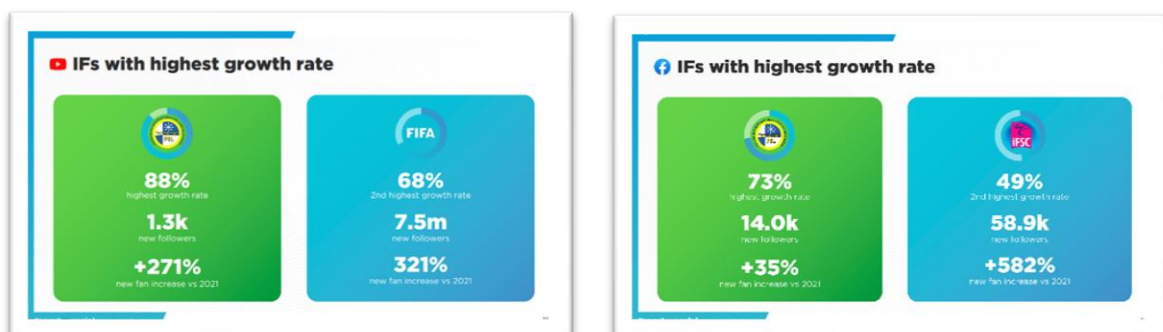 IFs with highest growth rate
88%
highest growth rate
1.3k
new followers
+271%
new fan increase vs 2021
FIFA
68%
2nd highest growth rate
7.5m
new followers
321%
new fan increase vs 2021
IFs with highest growth rate
73%
highest growth rate
14.0k
new followers
+35%
new fan increase vs 2021
IFSC
49%
2nd highest growth rate
58.9k
new followers
+582%
new fan increase vs 2021